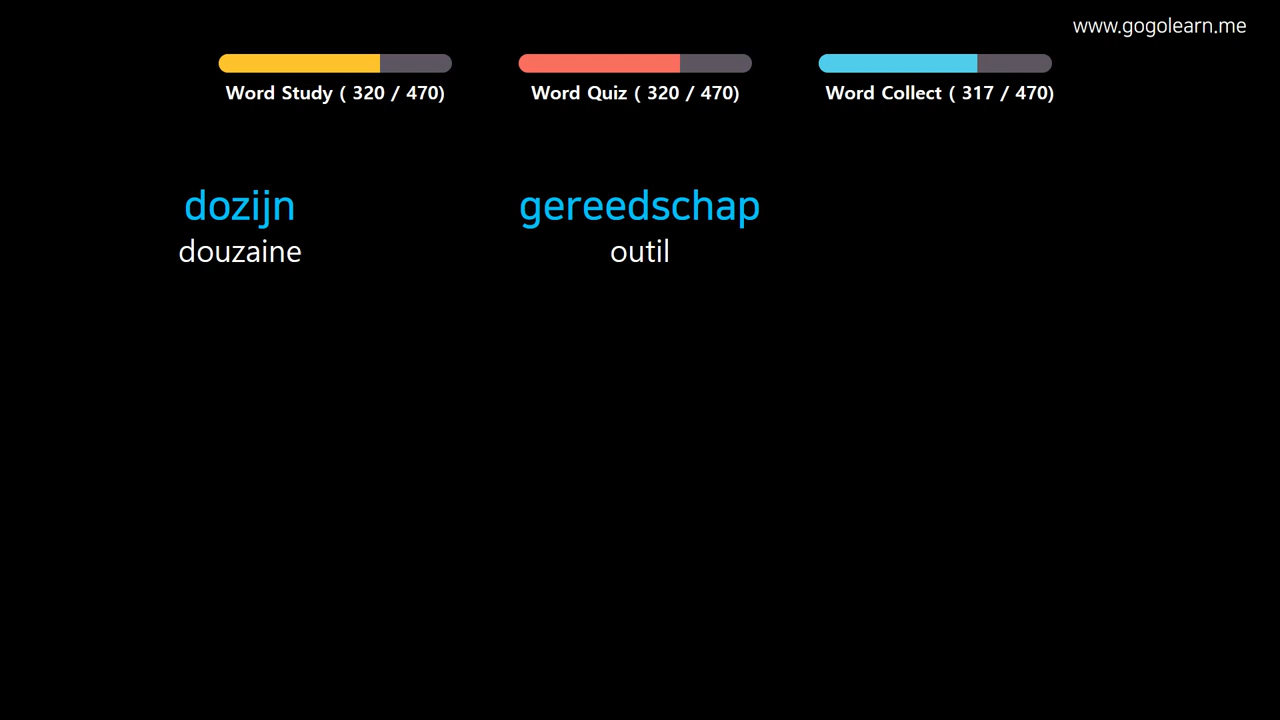 www.gogolearn.me
Word Study ( 320 / 470)
Word Quiz ( 320 / 470)
Word Collect ( 317 / 470)
dozijn
gereedschap
douzaine
outil